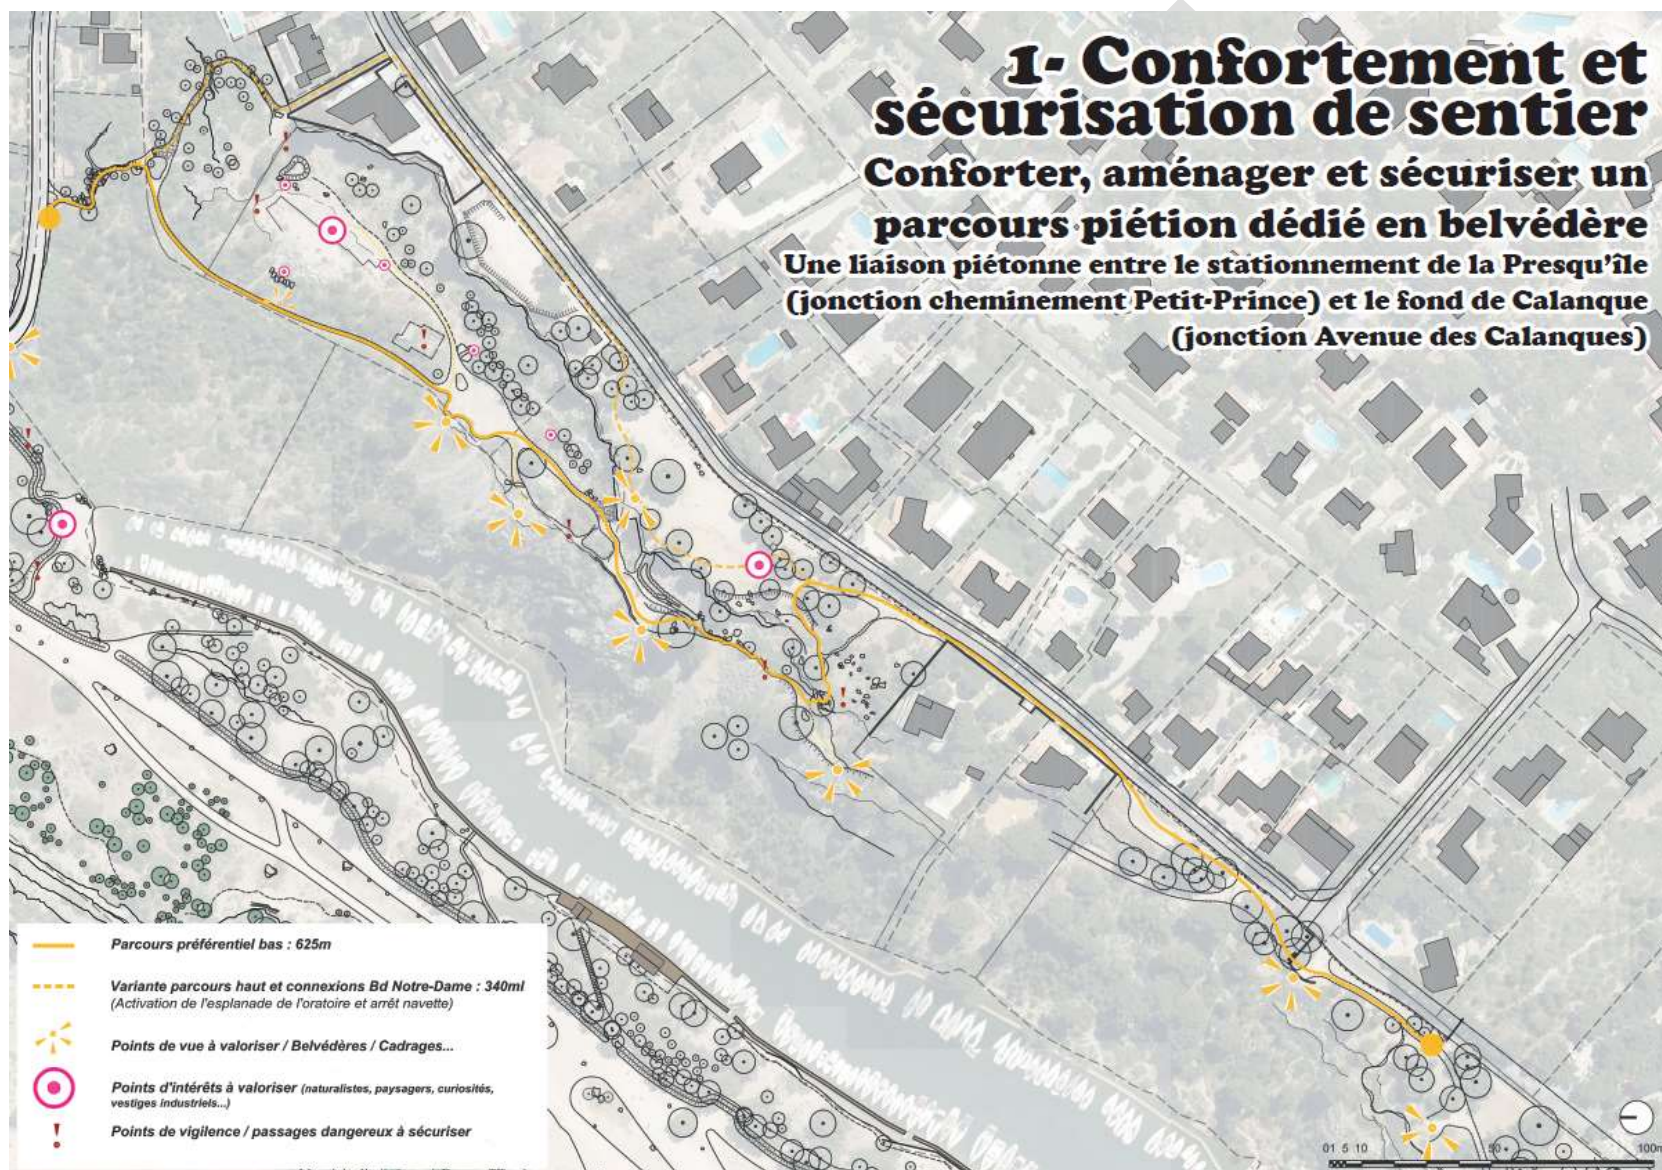 1- Confortement et
sécurisation de sentier
Conforter, aménager et sécuriser un
parcours piétion dédié en belvédère
Une liaison piétonne entre le stationnement de la Presqu'île
(jonction cheminement Petit-Prince) et le fond de Calanque
(jonction Avenue des Calanques)
Parcours préférentiel bas : 625m
Variante parcours haut et connexions Bd Notre-Dame : 340ml
(Activation de l'esplanade de l'oratoire et arrêt navette)
Points de vue à valoriser / Belvédères / Cadrages...
Points d'intérêts à valoriser (naturalistes, paysagers, curiosités,
vestiges industriels...)
Points de vigilence / passages dangereux à sécuriser
01 5 10 50 100m